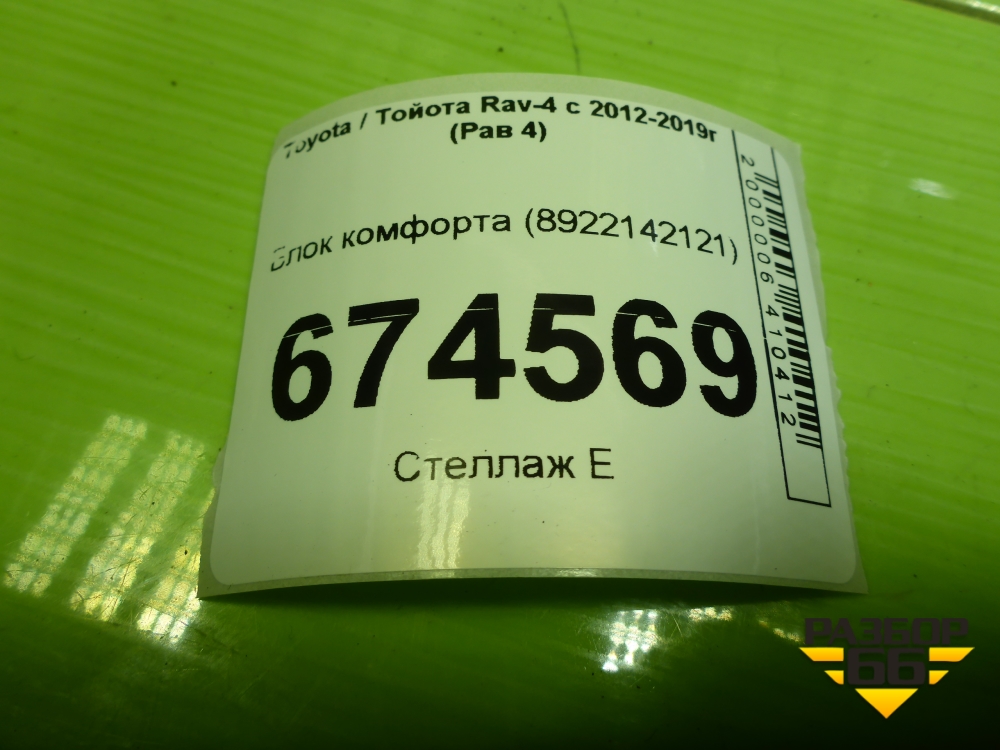 Toyota / Тойота Rav-4 с 2012-2019г
(Рав 4)
Блок комфорта (8922142121)
674569
Стеллаж Е
2000006410412
РАЗБОР
66